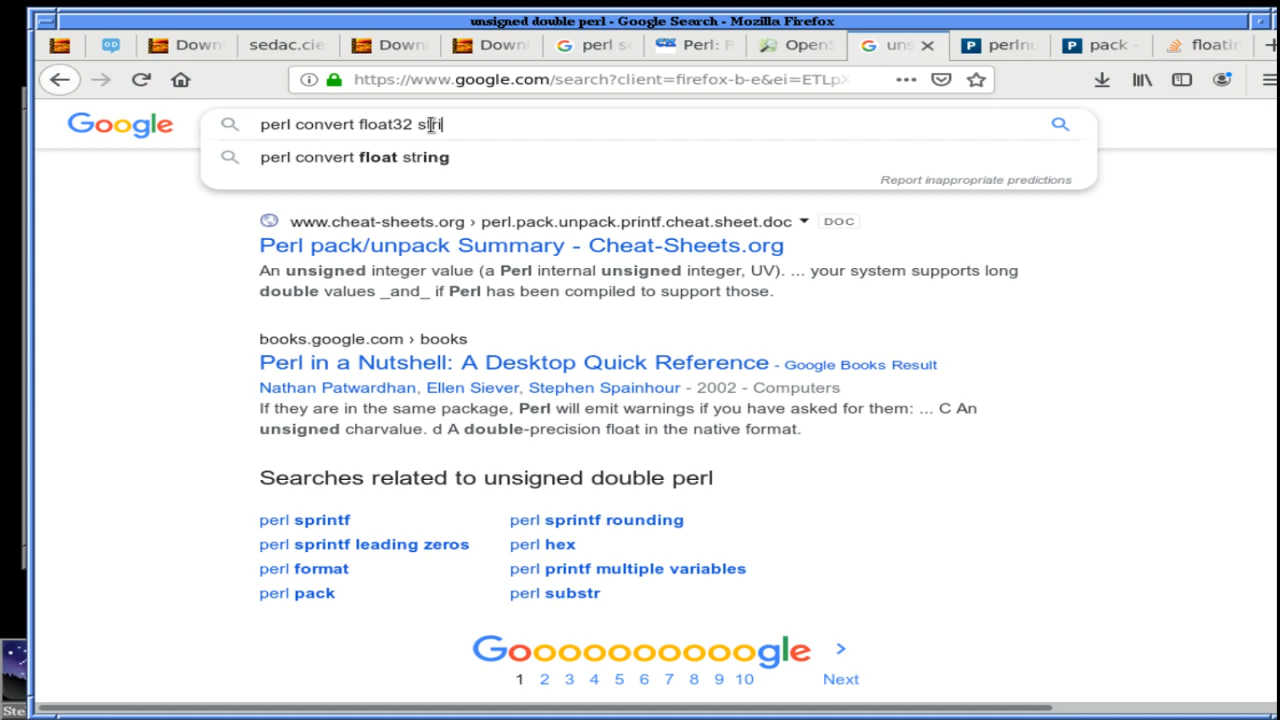 unsigned double perl - Google Search - Mozilla Firefox
Down sedac.cie Down Down perl s Perl: R Open uns perlnu pack - floatin
https://www.google.com/search?client=firefox-b-e&ei=ETLpX
Google perl convert float32 stri
perl convert float string
Report inappropriate predictions
www.cheat-sheets.org › perl.pack.unpack.printf.cheat.sheet.doc DOC
Perl pack/unpack Summary - Cheat-Sheets.org
An unsigned integer value (a Perl internal unsigned integer, UV). ... your system supports long
double values _and_ if Perl has been compiled to support those.
books.google.com › books
Perl in a Nutshell: A Desktop Quick Reference - Google Books Result
Nathan Patwardhan, Ellen Siever, Stephen Spainhour - 2002 - Computers
If they are in the same package, Perl will emit warnings if you have asked for them: ... C An
unsigned charvalue. d A double-precision float in the native format.
Searches related to unsigned double perl
perl sprintf perl sprintf rounding
perl sprintf leading zeros perl hex
perl format perl printf multiple variables
perl pack perl substr
Goooooooooogle
1 2 3 4 5 6 7 8 9 10 Next
Ste